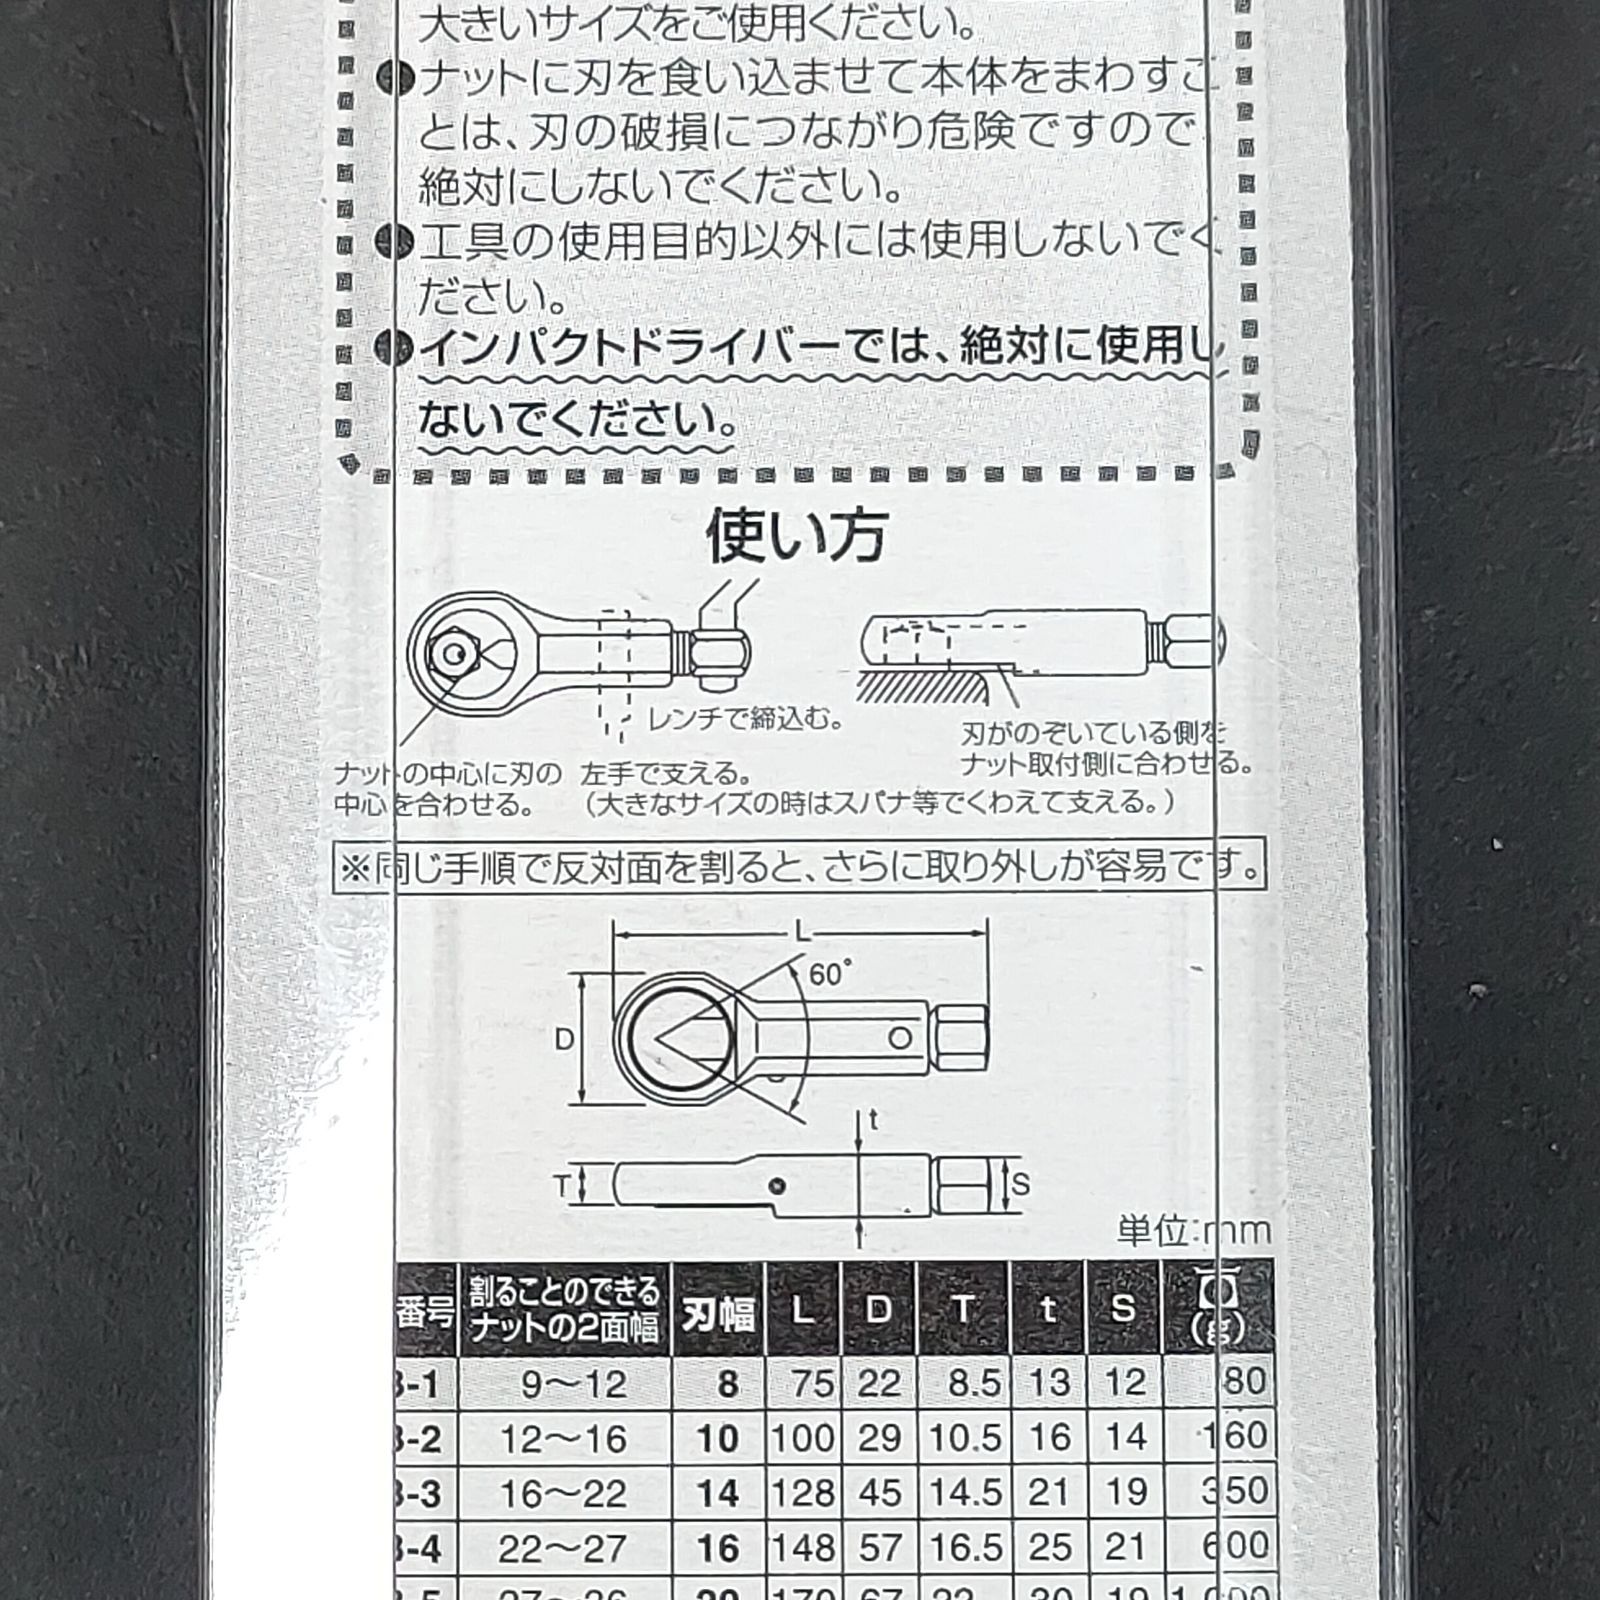 大きいサイズをご使用ください。
●ナットに刃を食い込ませて本体をまわすこ
とは、刃の破損につながり危険ですので
絶対にしないでください。
●工具の使用目的以外には使用しないでく
ださい。
●インパクトドライバーでは、絶対に使用し
ないでください。
使い方
レンチで締込む。
刃がのぞいている側を
ナット取付側に合わせる。
ナットの中心に刃の
中心を合わせる。
左手で支える。
(大きなサイズの時はスパナ等でくわえて支える。)
※同じ手順で反対面を割ると、さらに取り外しが容易です。
L
60°
D
t
T
S
単位:mm
番号 割ることのできるナットの2面幅 刃幅 L D T t S (g)
-1 9〜12 8 75 22 8.5 13 12 80
-2 12〜16 10 100 29 10.5 16 14 160
-3 16〜22 14 128 45 14.5 21 19 350
-4 22〜27 16 148 57 16.5 25 21 600